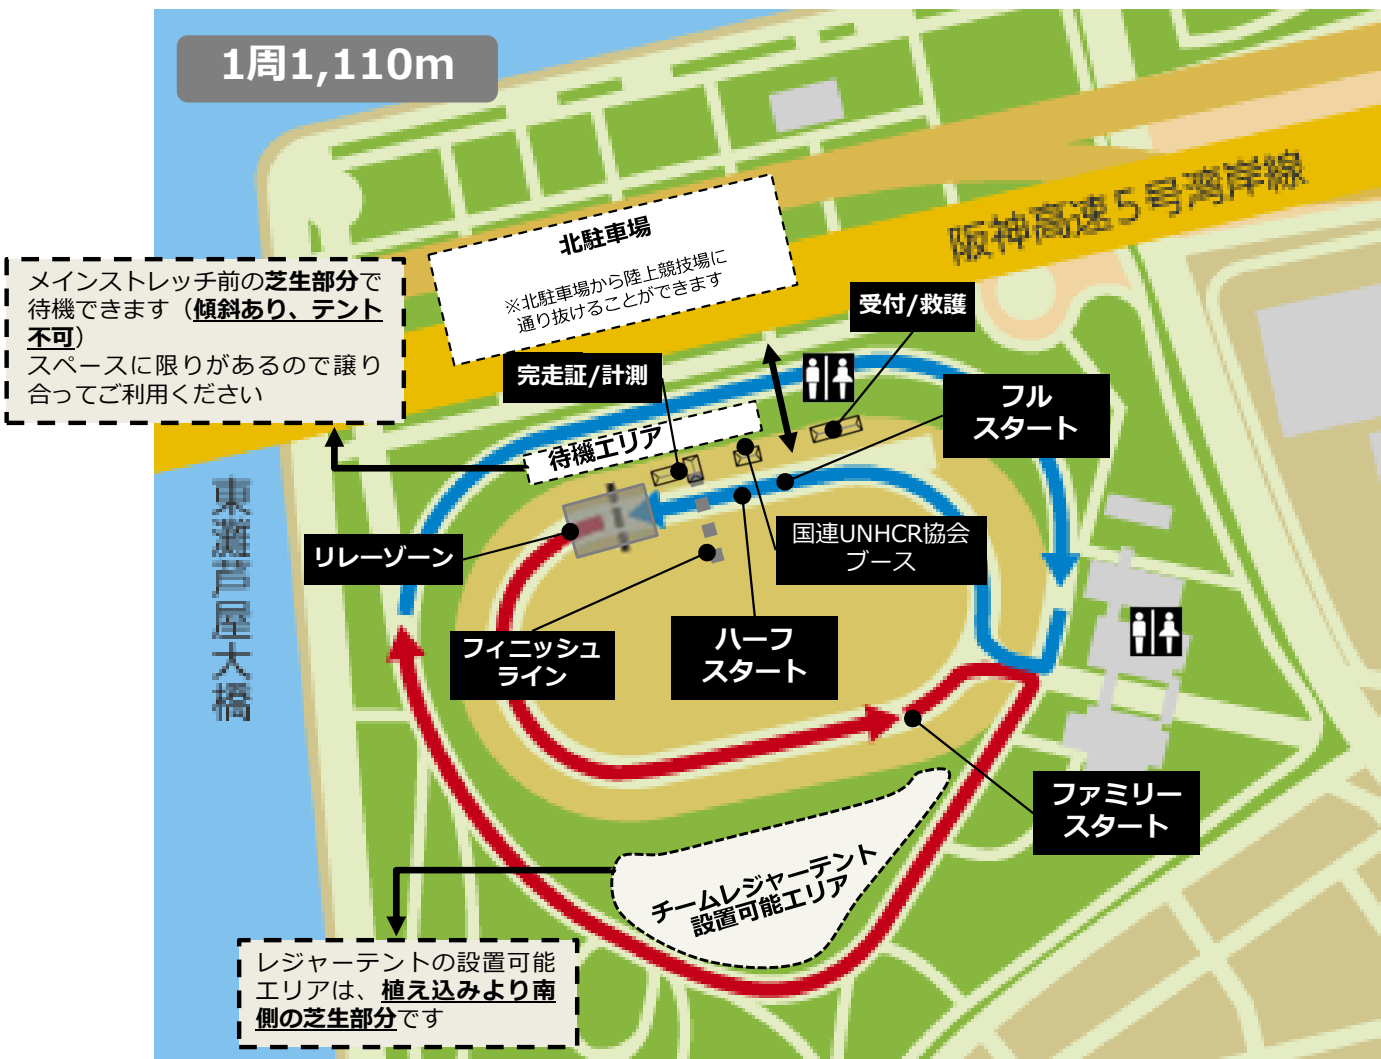 1周1,110m
阪神高速5号湾岸線
北駐車場
※北駐車場から陸上競技場に
通り抜けることができます
メインストレッチ前の芝生部分で
待機できます（傾斜あり、テント
不可）
スペースに限りがあるので譲り
合ってご利用ください
受付/救護
完走証/計測
フル
スタート
待機エリア
東灘芦屋大橋
リレーゾーン
国連UNHCR協会
ブース
フィニッシュ
ライン
ハーフ
スタート
ファミリー
スタート
チームレジャーテント
設置可能エリア
レジャーテントの設置可能
エリアは、植え込みより南
側の芝生部分です